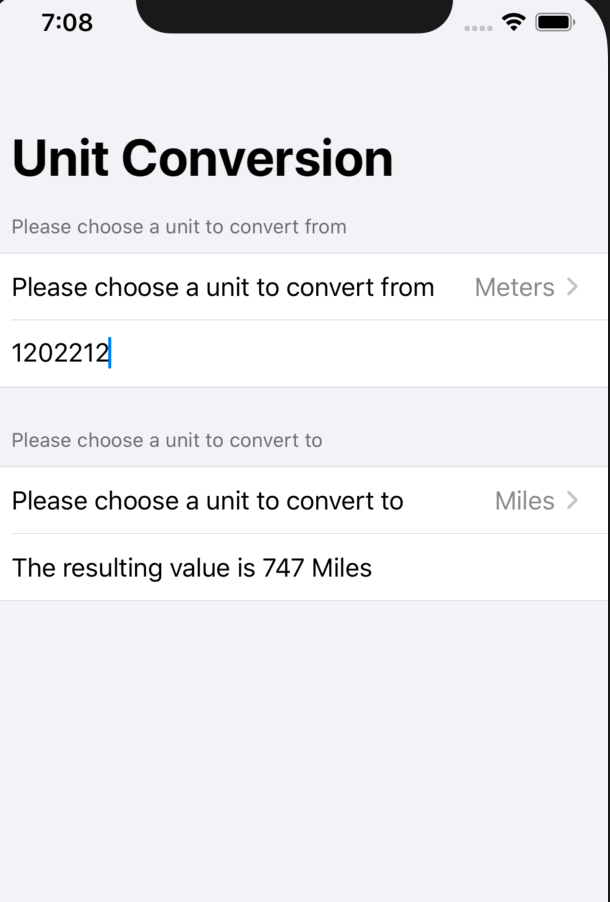 7:08
Unit Conversion
Please choose a unit to convert from
Please choose a unit to convert from Meters
1202212
Please choose a unit to convert to
Please choose a unit to convert to Miles
The resulting value is 747 Miles